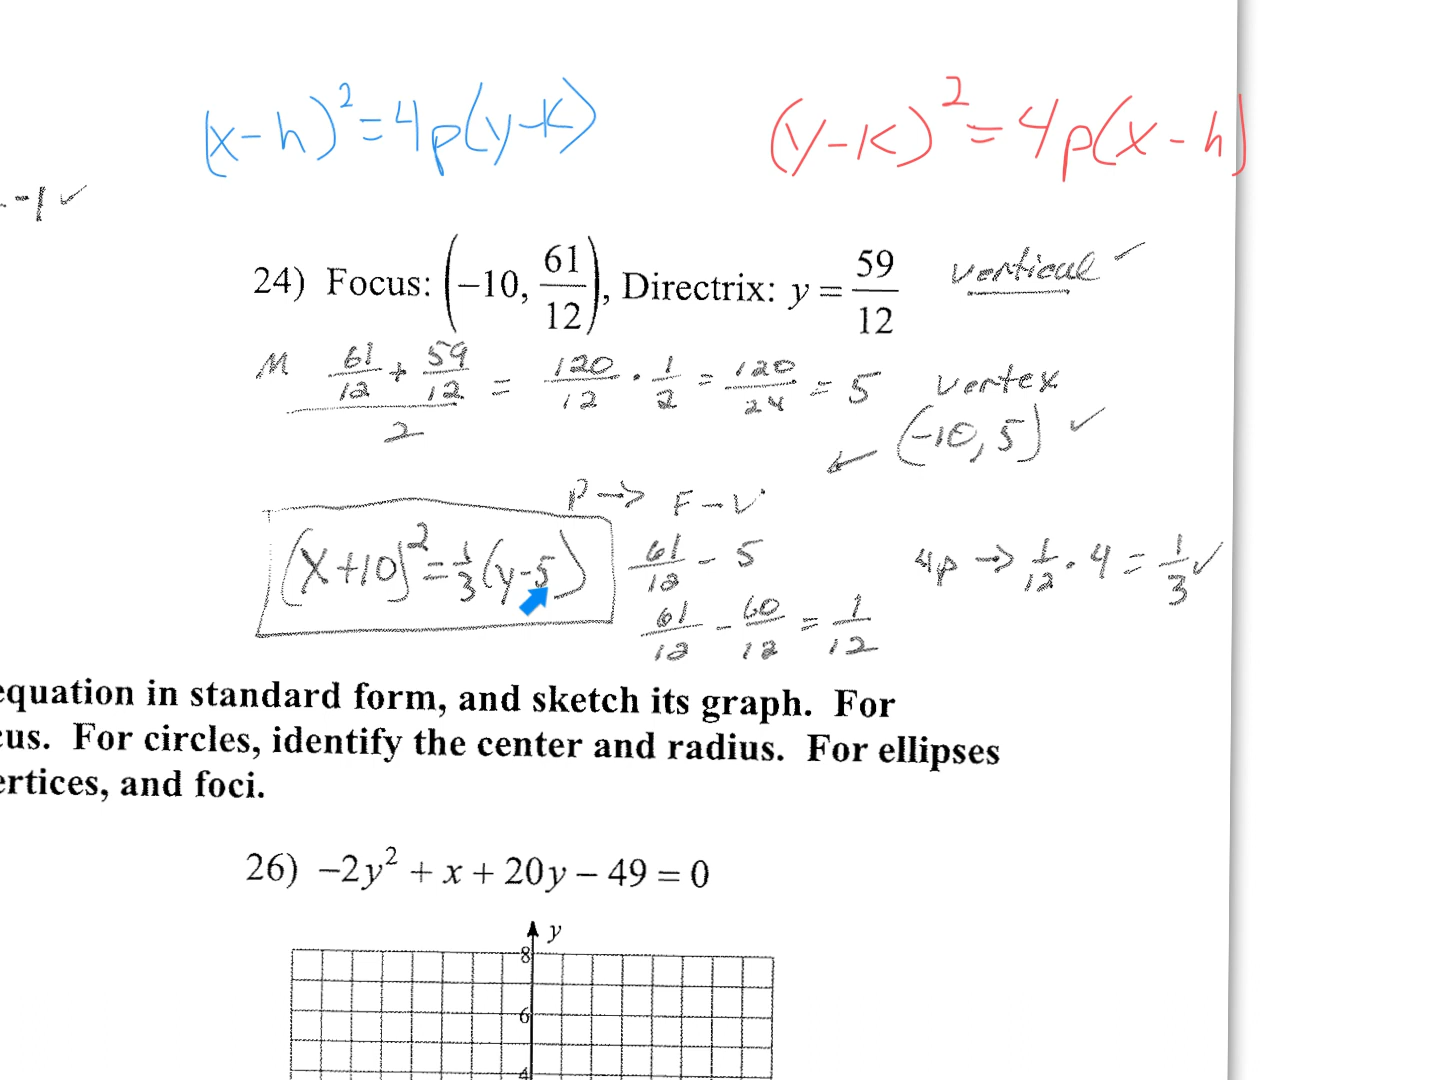 (x-h)²=4p(y-k)
(y-k)²=4p(x-h)
-1 ✓
24) Focus: (−10, 61/12), Directrix: y = 59/12 vertical ✓
M (61/12 + 59/12)/2 = 120/12 · 1/2 = 120/24 = 5 vertex
(-10, 5) ✓
P → F - V
(x+10)² = 1/3 (y-5)
61/12 - 5
4p → 1/12 · 4 = 1/3 ✓
61/12 - 60/12 = 1/12
equation in standard form, and sketch its graph. For
cus. For circles, identify the center and radius. For ellipses
ertices, and foci.
26) −2y² + x + 20y − 49 = 0
y
8
6
4